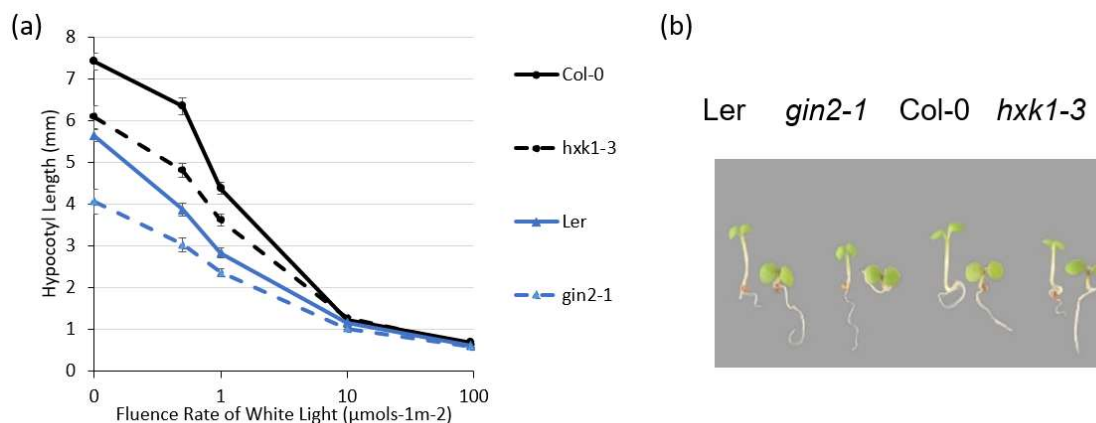 (a)
8
7
6
5
4
3
2
1
0
Hypocotyl Length (mm)
0 1 10 100
Fluence Rate of White Light (μmols-1m-2)
Col-0
hxk1-3
Ler
gin2-1
(b)
Ler gin2-1 Col-0 hxk1-3